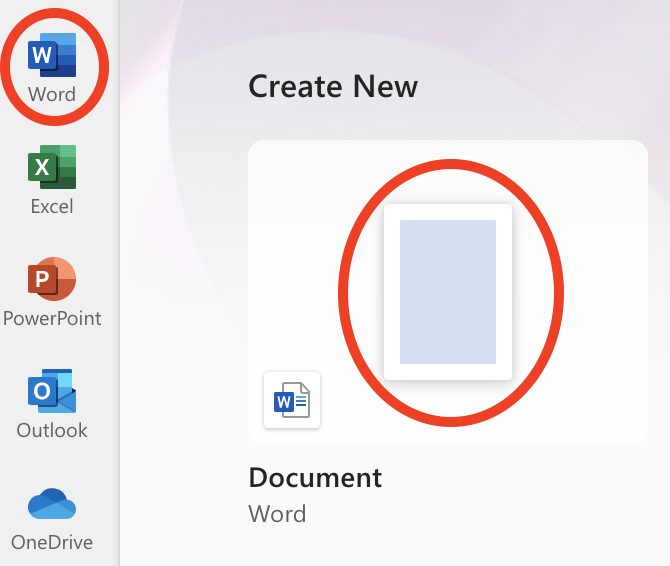 W
Word
X
Excel
P
PowerPoint
O
Outlook
OneDrive
Create New
W
Document
Word